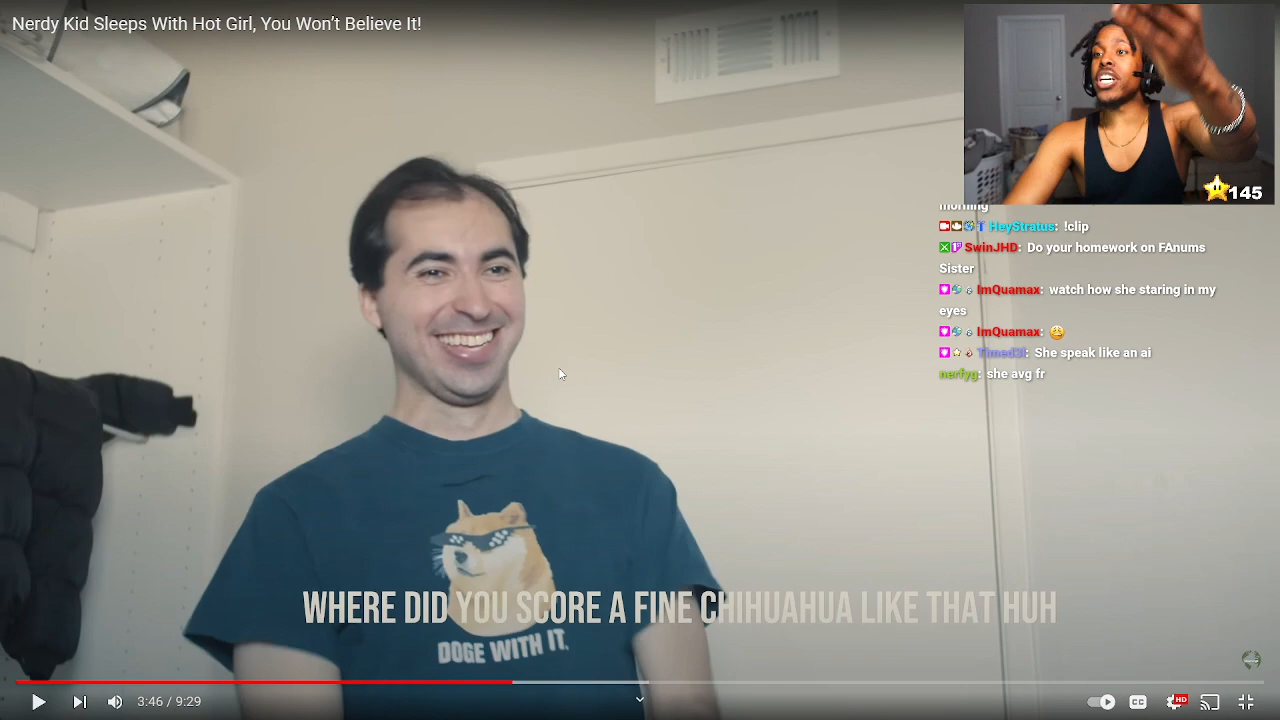 Nerdy Kid Sleeps With Hot Girl, You Won't Believe It!
145
morning
HeyStratus: !clip
SwinJHD: Do your homework on FAnums
Sister
ImQuamax: watch how she staring in my
eyes
ImQuamax: 😩
She speak like an ai
nerfyg: she avg fr
WHERE DID YOU SCORE A FINE CHIHUAHUA LIKE THAT HUH
DOGE WITH IT.
3:46 / 9:29
CC
HD